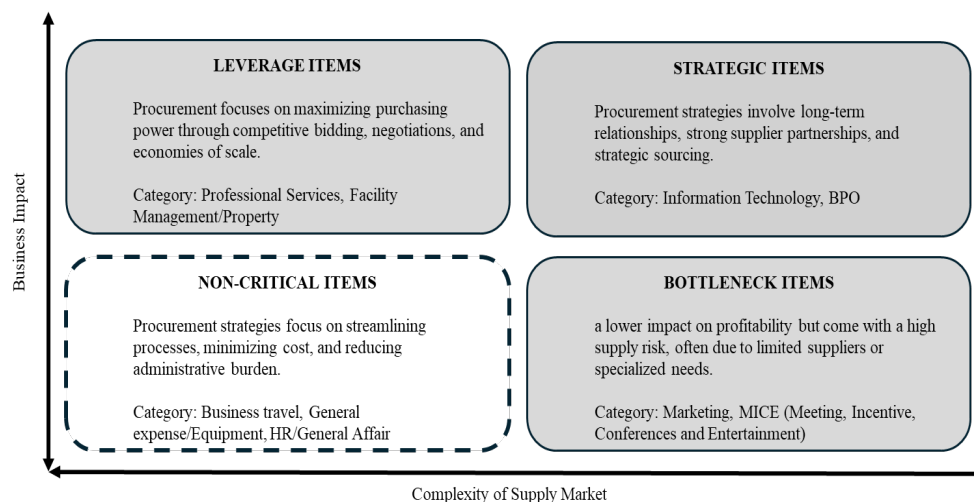 LEVERAGE ITEMS
Procurement focuses on maximizing purchasing
power through competitive bidding, negotiations, and
economies of scale.
Category: Professional Services, Facility
Management/Property
STRATEGIC ITEMS
Procurement strategies involve long-term
relationships, strong supplier partnerships, and
strategic sourcing.
Category: Information Technology, BPO
Business Impact
NON-CRITICAL ITEMS
Procurement strategies focus on streamlining
processes, minimizing cost, and reducing
administrative burden.
Category: Business travel, General
expense/Equipment, HR/General Affair
BOTTLENECK ITEMS
a lower impact on profitability but come with a high
supply risk, often due to limited suppliers or
specialized needs.
Category: Marketing, MICE (Meeting, Incentive,
Conferences and Entertainment)
Complexity of Supply Market